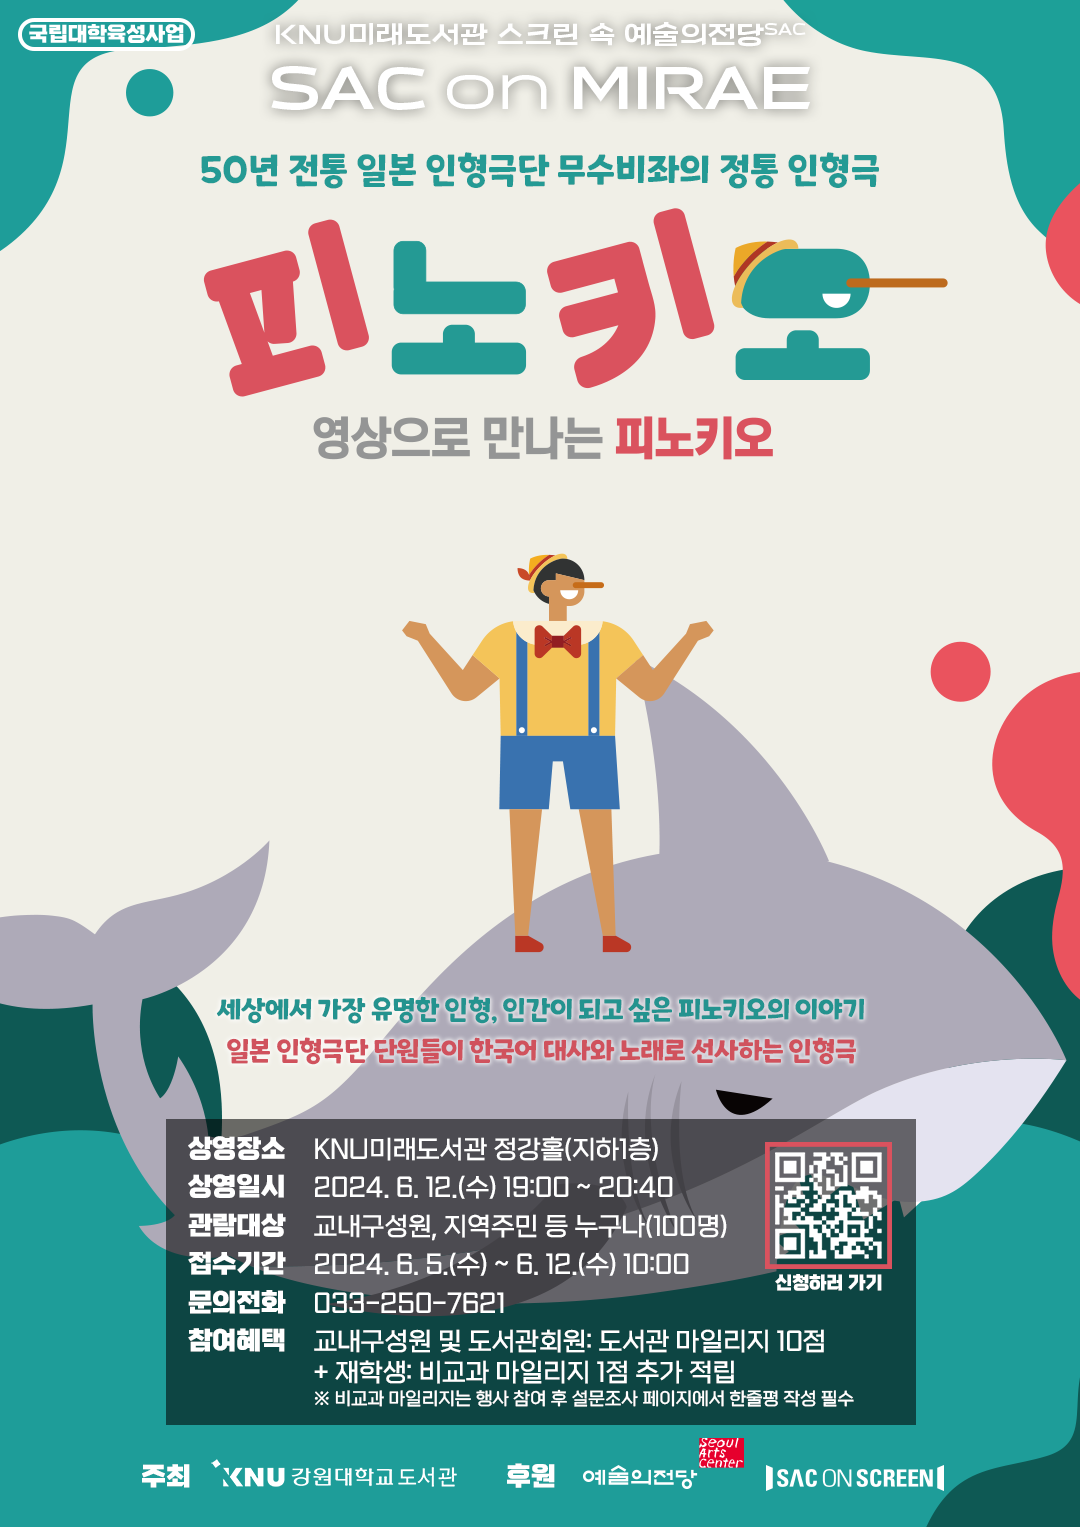 국립대학육성사업
KNU미래도서관 스크린 속 예술의전당SAC
SAC on MIRAE
50년 전통 일본 인형극단 무수비좌의 정통 인형극
피노키오
영상으로 만나는 피노키오
세상에서 가장 유명한 인형, 인간이 되고 싶은 피노키오의 이야기
일본 인형극단 단원들이 한국어 대사와 노래로 선사하는 인형극
상영장소 KNU미래도서관 정강홀(지하1층)
상영일시 2024. 6. 12.(수) 19:00 ~ 20:40
관람대상 교내구성원, 지역주민 등 누구나(100명)
접수기간 2024. 6. 5.(수) ~ 6. 12.(수) 10:00
신청하러 가기
문의전화 033-250-7621
참여혜택 교내구성원 및 도서관회원: 도서관 마일리지 10점
+ 재학생: 비교과 마일리지 1점 추가 적립
※ 비교과 마일리지는 행사 참여 후 설문조사 페이지에서 한줄평 작성 필수
주최 KNU 강원대학교도서관 후원 예술의전당 Seoul Arts Center SAC ON SCREEN